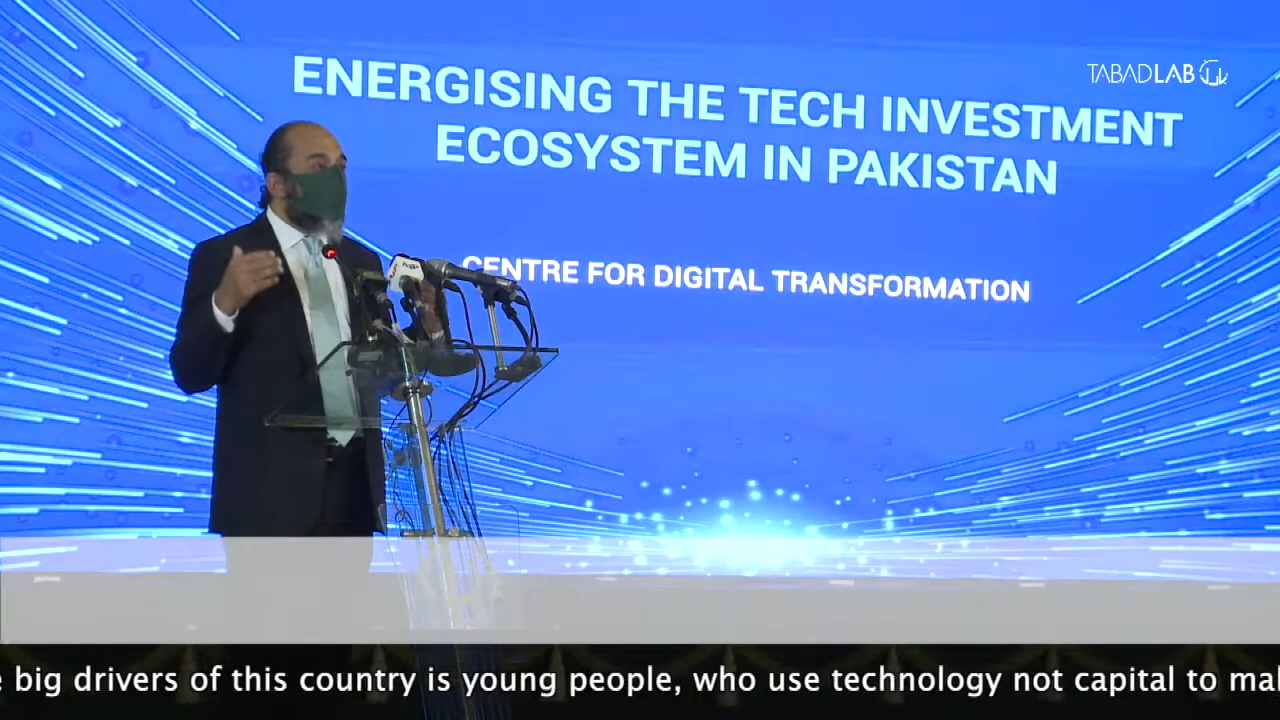 TABADLAB
ENERGISING THE TECH INVESTMENT
ECOSYSTEM IN PAKISTAN
CENTRE FOR DIGITAL TRANSFORMATION
big drivers of this country is young people, who use technology not capital to